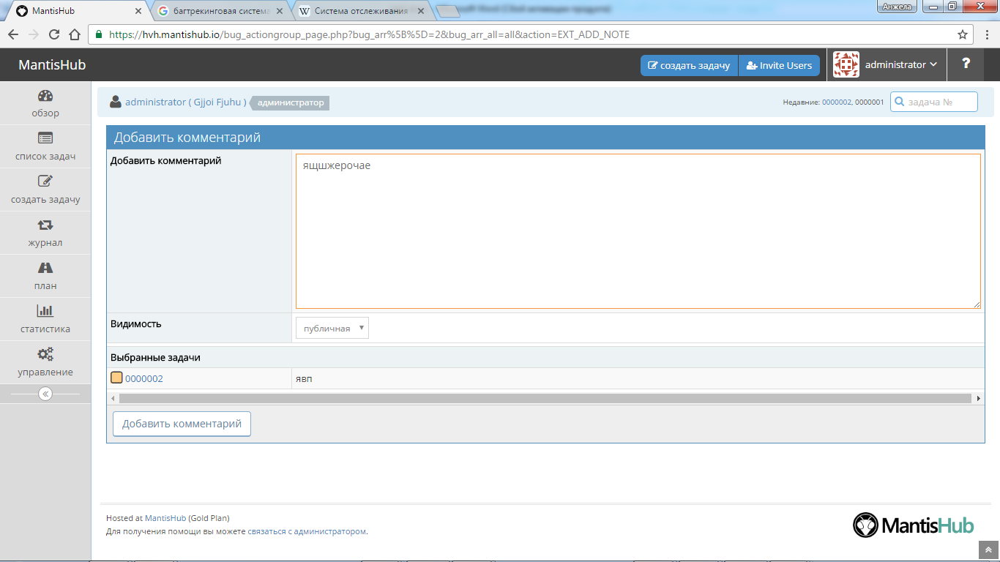 MantisHub
багтрекинговая система
Система отслеживания
Анжела
https://hvh.mantishub.io/bug_actiongroup_page.php?bug_arr%5B%5D=2&bug_arr_all=all&action=EXT_ADD_NOTE
MantisHub
создать задачу
Invite Users
administrator
?
обзор
список задач
создать задачу
журнал
план
статистика
управление
administrator ( Gjjoi Fjuhu )
администратор
Недавние: 0000002, 0000001
задача №
Добавить комментарий
Добавить комментарий
ящшжерочае
Видимость
публичная
Выбранные задачи
0000002
явп
Добавить комментарий
Hosted at MantisHub (Gold Plan)
Для получения помощи вы можете связаться с администратором.
MantisHub